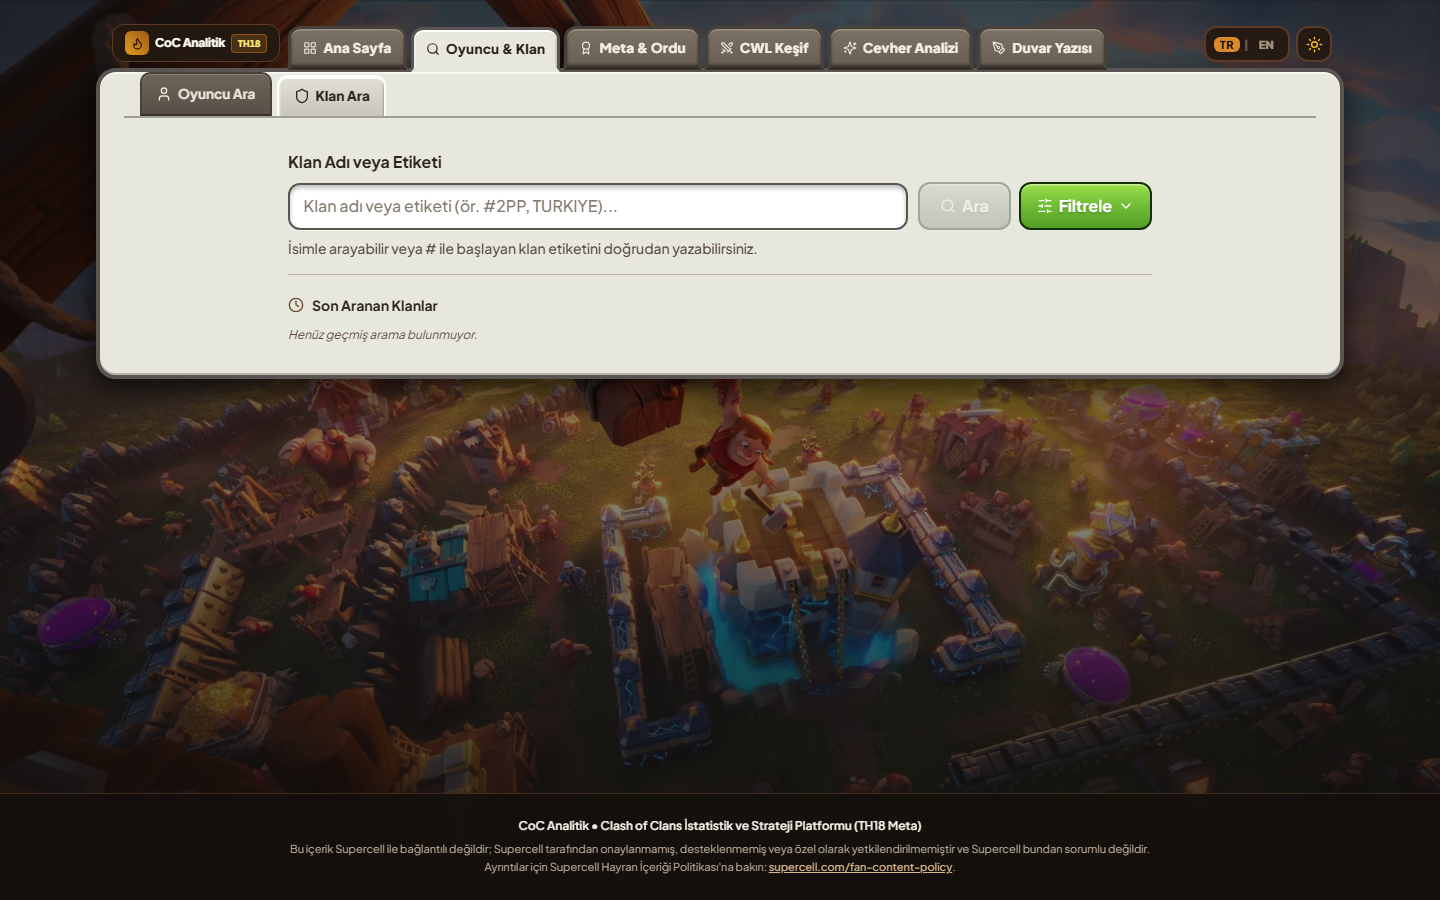 CoC Analitik TH18 Ana Sayfa Oyuncu & Klan Meta & Ordu CWL Keşif Cevher Analizi Duvar Yazısı TR | EN
Oyuncu Ara Klan Ara
Klan Adı veya Etiketi
Klan adı veya etiketi (ör. #2PP, TURKIYE)... Ara Filtrele
İsimle arayabilir veya # ile başlayan klan etiketini doğrudan yazabilirsiniz.
Son Aranan Klanlar
Henüz geçmiş arama bulunmuyor.
CoC Analitik • Clash of Clans İstatistik ve Strateji Platformu (TH18 Meta)
Bu içerik Supercell ile bağlantılı değildir; Supercell tarafından onaylanmamış, desteklenmemiş veya özel olarak yetkilendirilmemiştir ve Supercell bundan sorumlu değildir.
Ayrıntılar için Supercell Hayran İçeriği Politikası'na bakın: supercell.com/fan-content-policy.